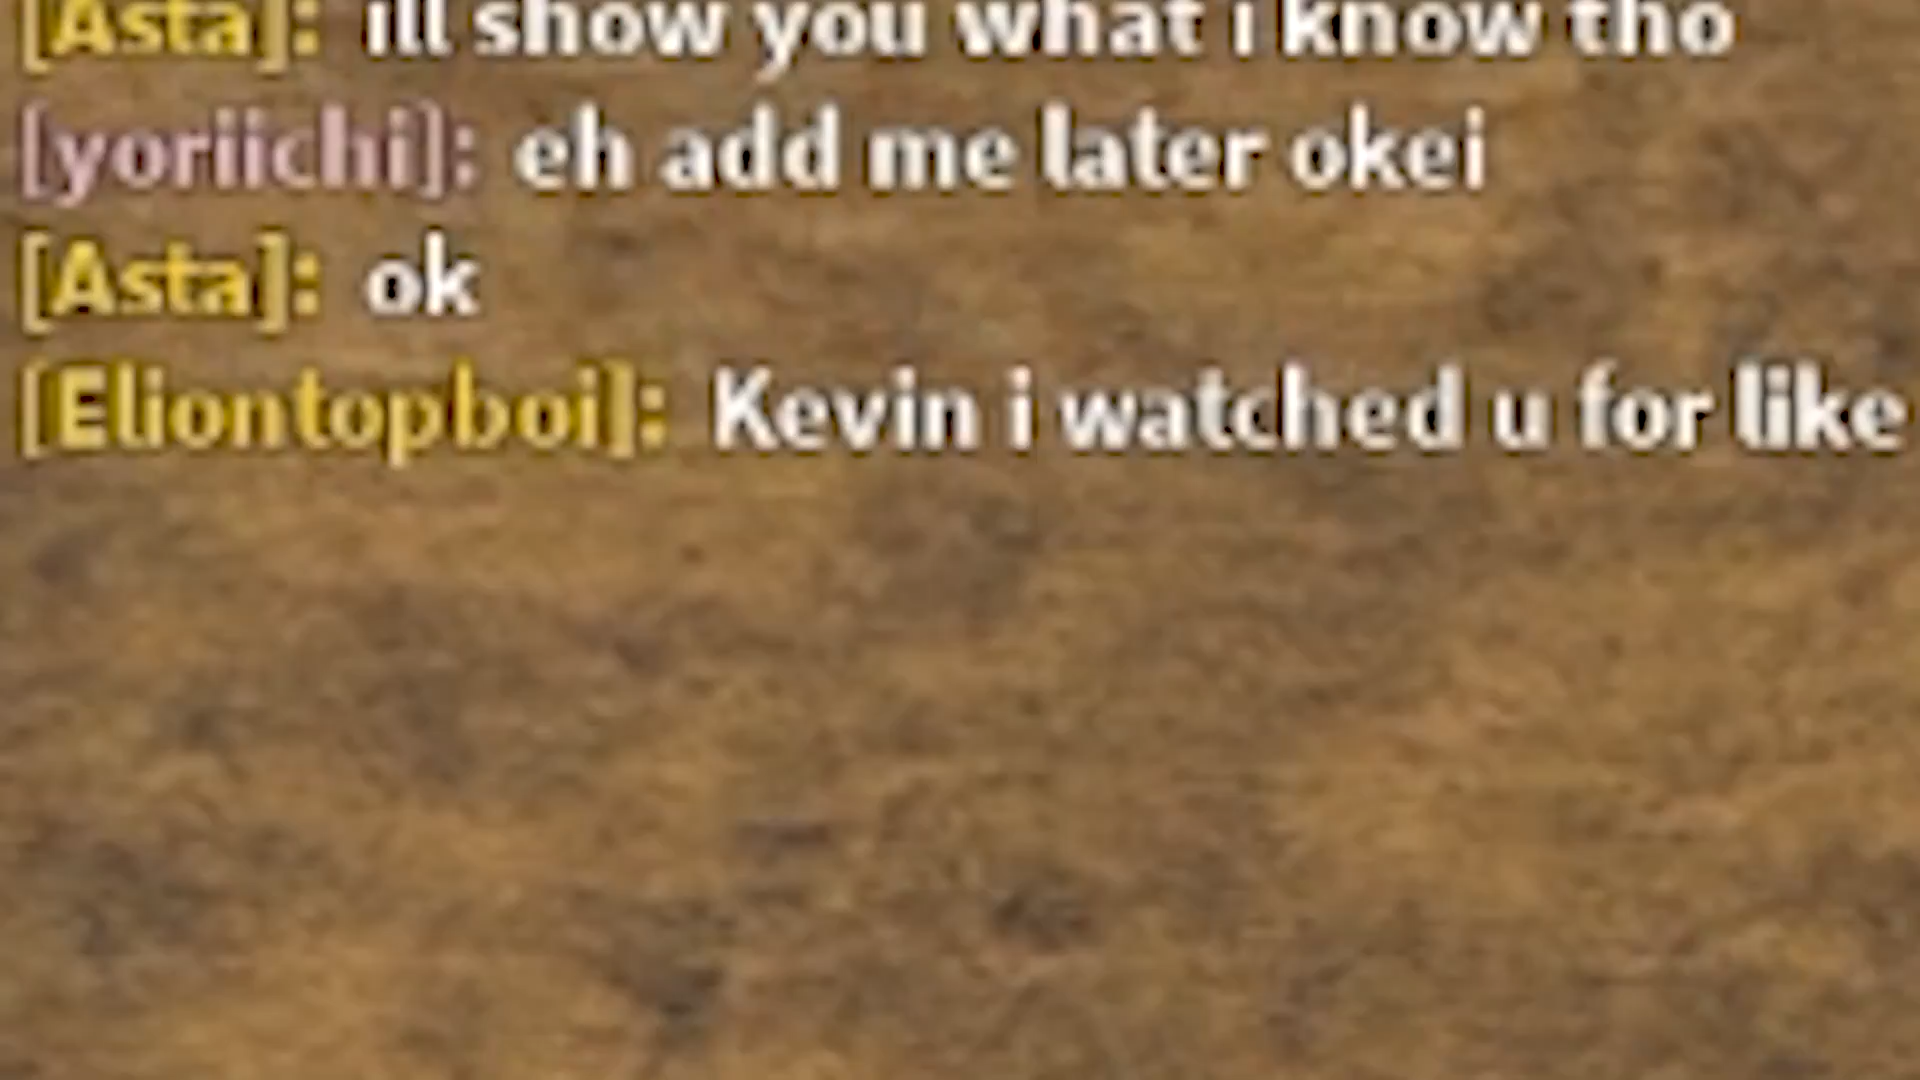 [Asta]: ill show you what i know tho
[yoriichi]: eh add me later okei
[Asta]: ok
[Eliontopboi]: Kevin i watched u for like